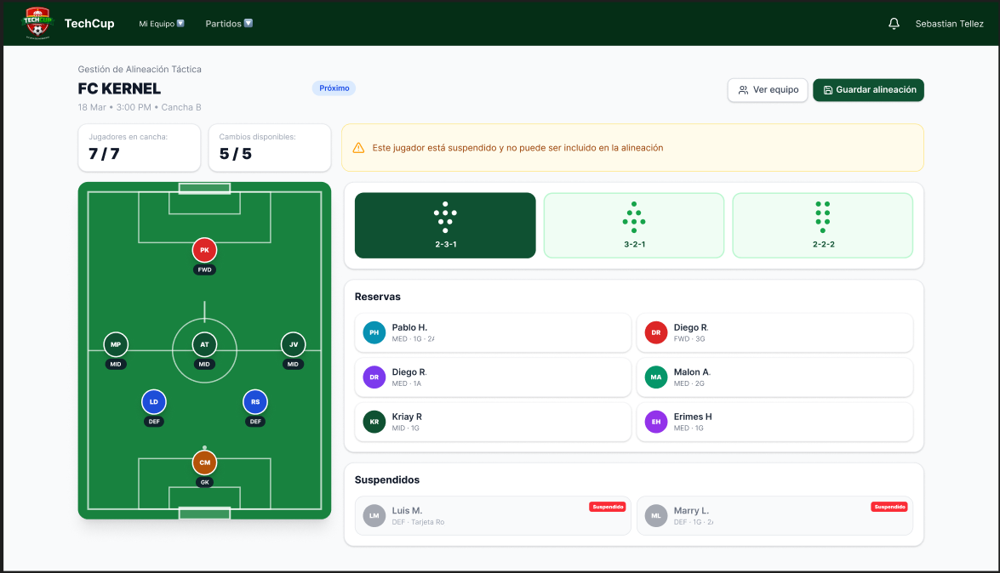 TECHCUP
TechCup
Mi Equipo
Partidos
Sebastian Tellez
Gestión de Alineación Táctica
FC KERNEL
Próximo
18 Mar • 3:00 PM • Cancha B
Ver equipo
Guardar alineación
Jugadores en cancha:
7 / 7
Cambios disponibles:
5 / 5
Este jugador está suspendido y no puede ser incluido en la alineación
PK
FWD
MP
MID
AT
MID
JV
MID
LD
DEF
RS
DEF
CM
GK
2-3-1
3-2-1
2-2-2
Reservas
PH
Pablo H.
MED · 1G · 2
DR
Diego R.
FWD · 3G
DR
Diego R.
MED · 1A
MA
Malon A.
MED · 2G
KR
Kriay R
MID · 1G
EH
Erimes H
MED · 1G
Suspendidos
LM
Luis M.
DEF · Tarjeta Ro
Suspendido
ML
Marry L.
DEF · 1G · 2
Suspendido